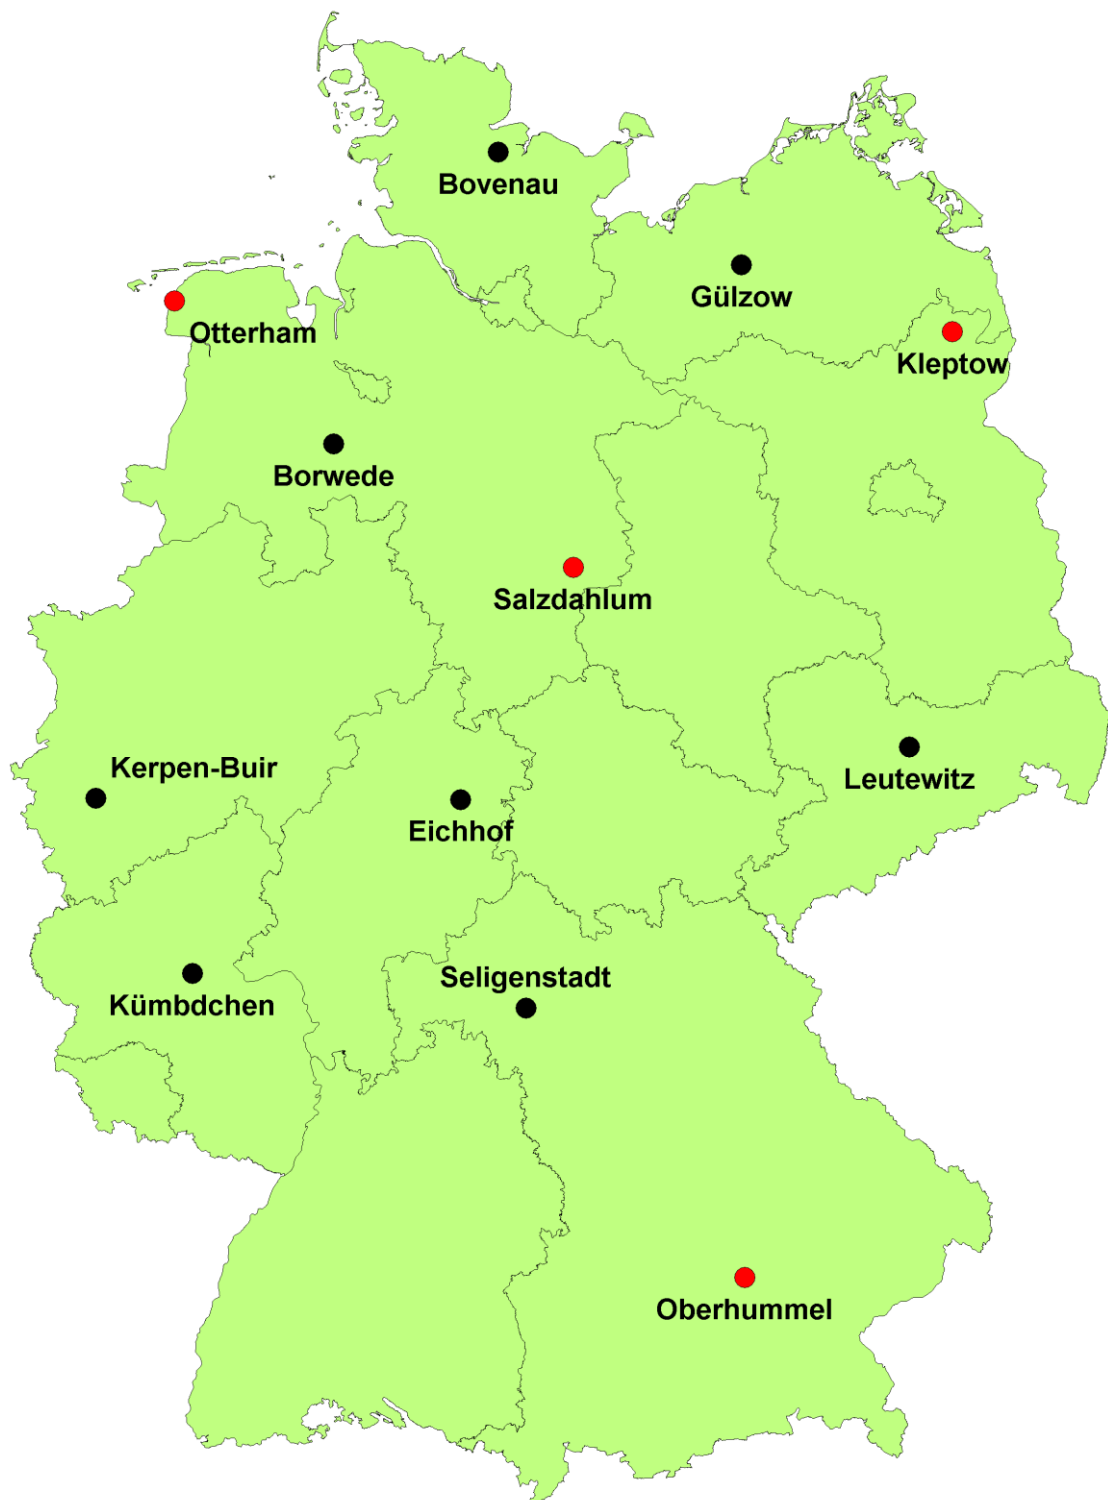 Bovenau
Gülzow
Otterham
Kleptow
Borwede
Salzdahlum
Kerpen-Buir
Leutewitz
Eichhof
Seligenstadt
Kümbdchen
Oberhummel